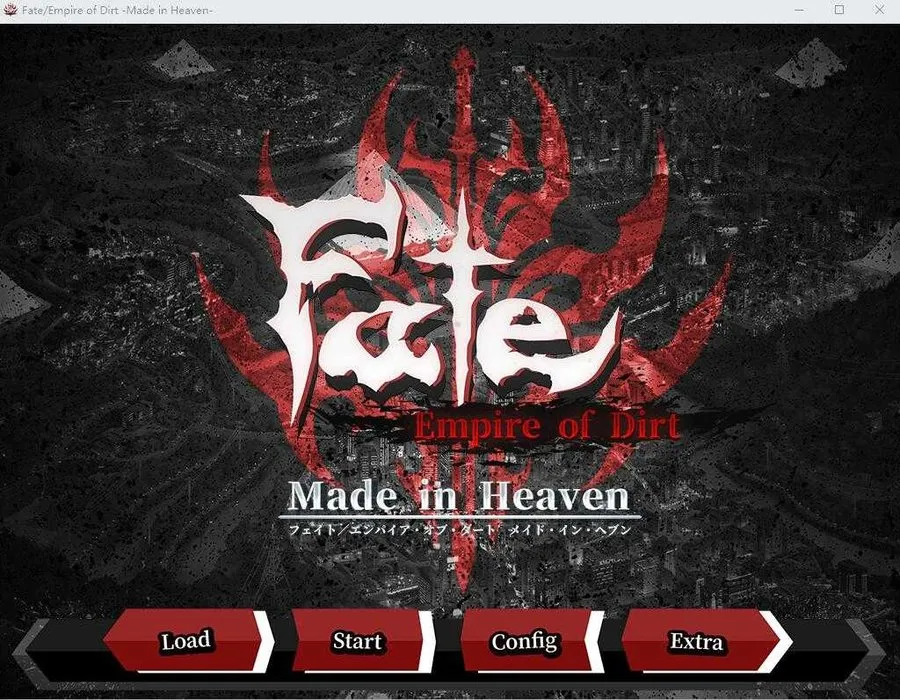 Fate/Empire of Dirt -Made in Heaven-
Fate
Empire of Dirt
Made in Heaven
フェイト／エンパイア・オブ・ダート メイド・イン・ヘブン
Load
Start
Config
Extra